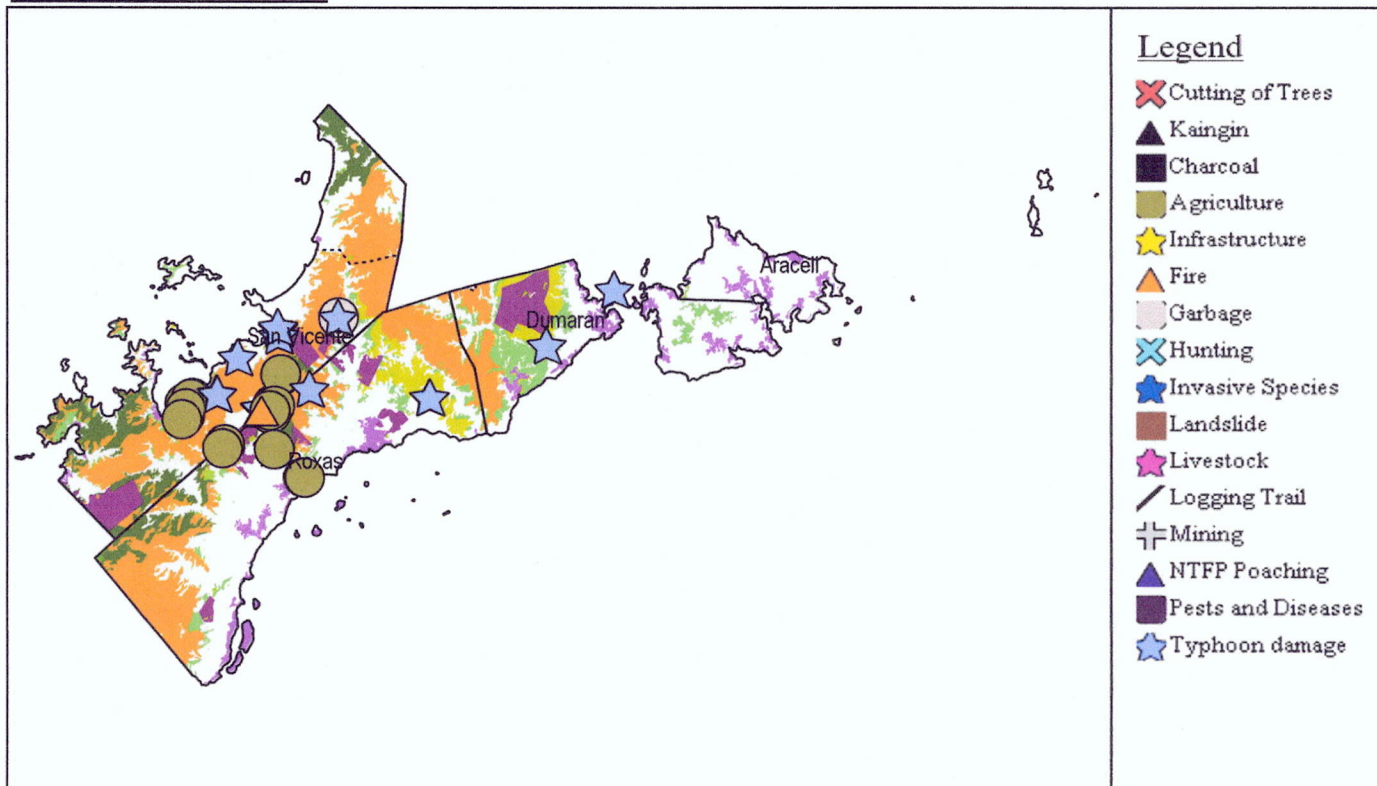 San Vicente
Dumaran
Aracell
Roxas
Legend
Cutting of Trees
Kaingin
Charcoal
Agriculture
Infrastructure
Fire
Garbage
Hunting
Invasive Species
Landslide
Livestock
Logging Trail
Mining
NTFP Poaching
Pests and Diseases
Typhoon damage